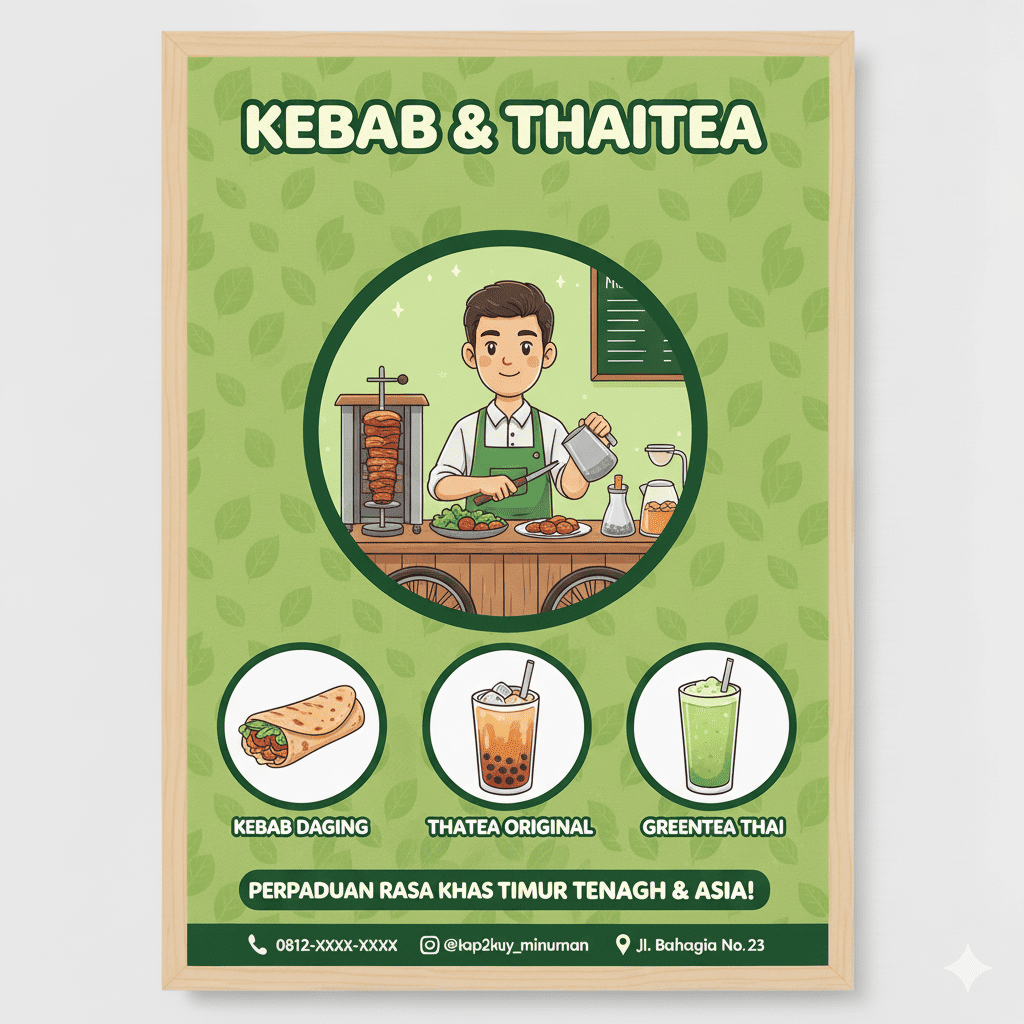 KEBAB & THAITEA
KEBAB DAGING
THATEA ORIGINAL
GREENTEA THAI
PERPADUAN RASA KHAS TIMUR TENAGH & ASIA!
0812-XXXX-XXXX
@kap2kuy_minuman
Jl. Bahagia No. 23